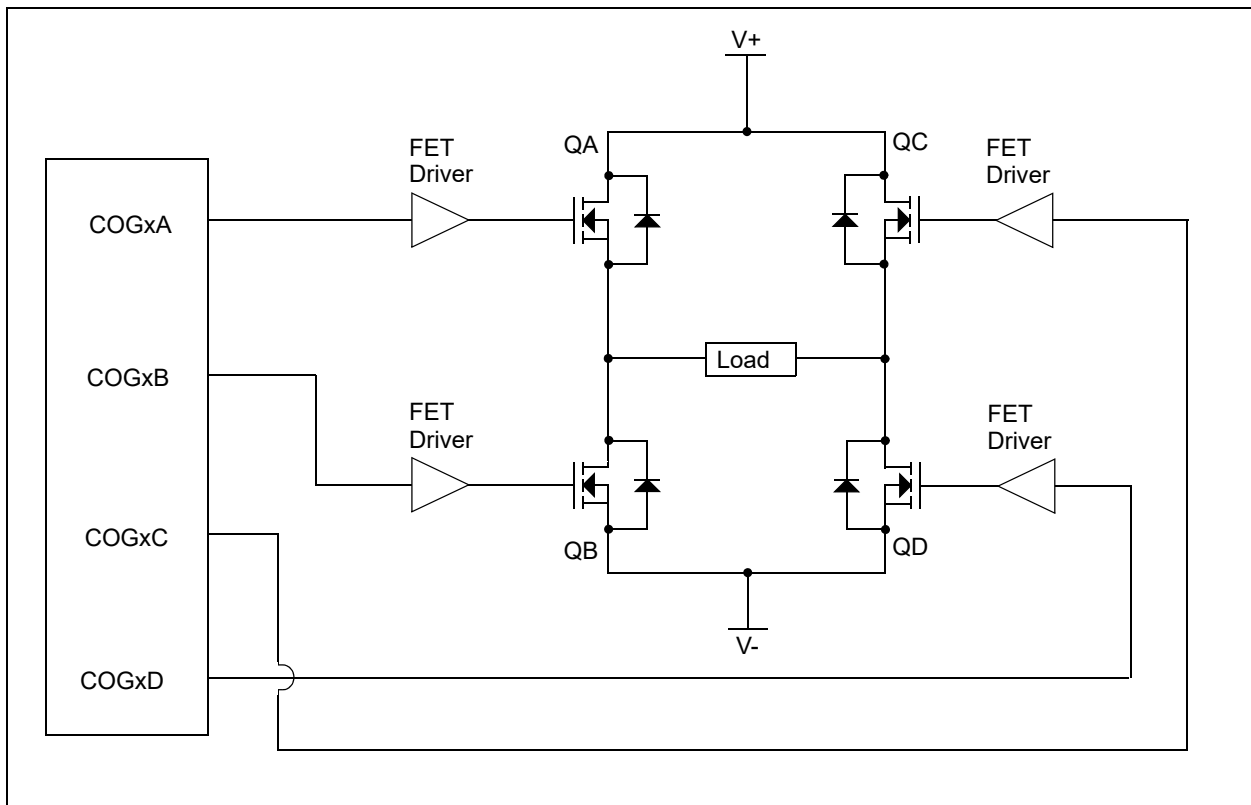 V+
FET
Driver
QA
QC
FET
Driver
COGxA
Load
COGxB
FET
Driver
FET
Driver
COGxC
QB
QD
V-
COGxD